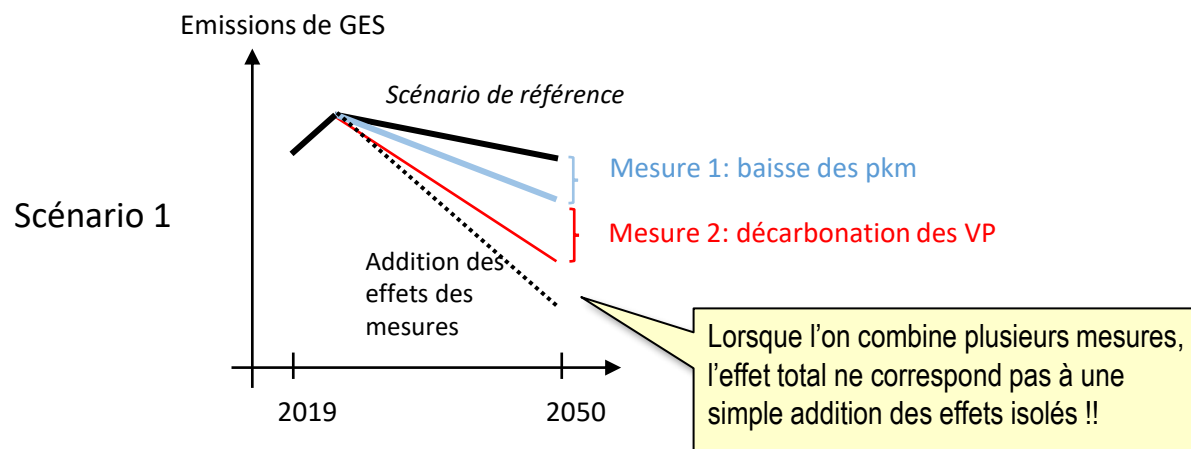 Emissions de GES
Scénario de référence
Mesure 1: baisse des pkm
Scénario 1
Mesure 2: décarbonation des VP
Addition des
effets des
mesures
Lorsque l’on combine plusieurs mesures,
l’effet total ne correspond pas à une
simple addition des effets isolés !!
2019
2050